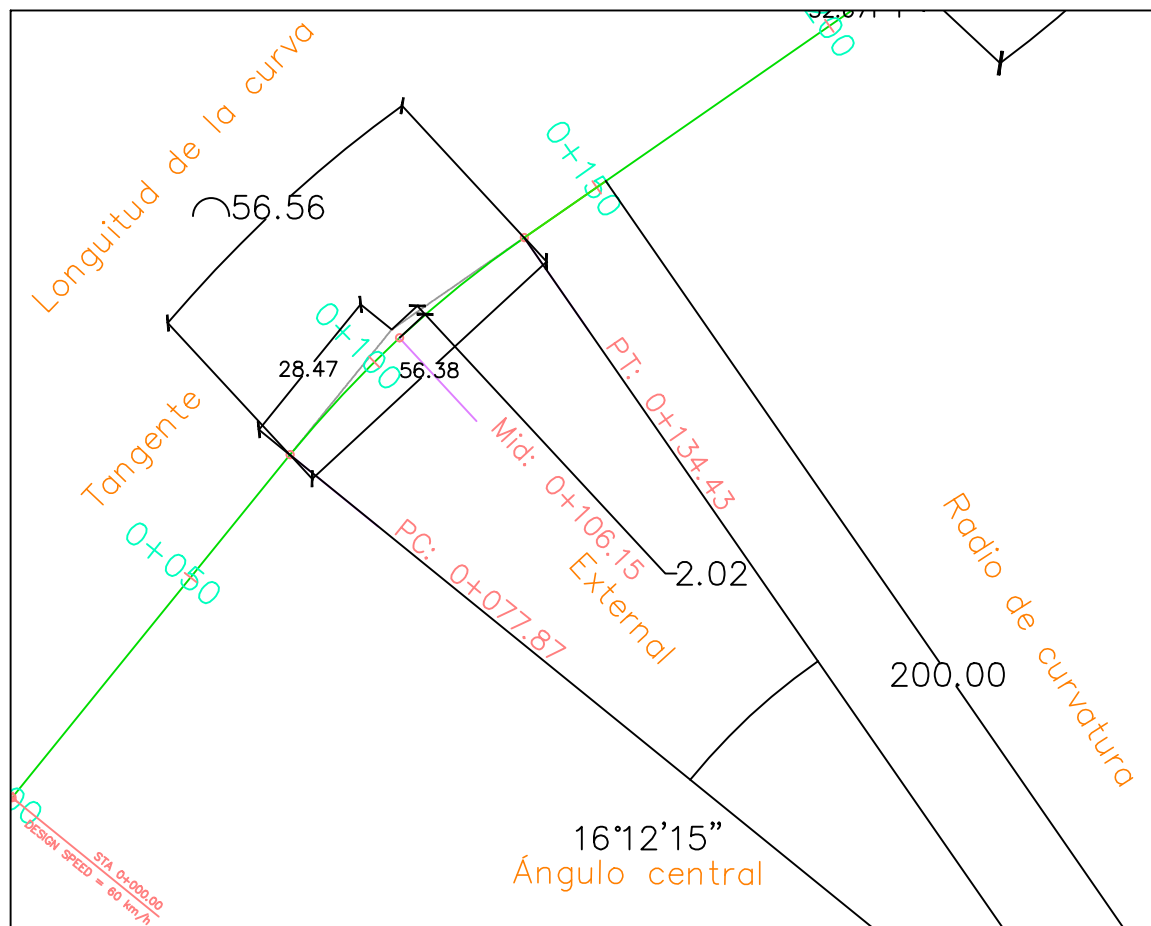 Longuitud de la curva
56.56
0+150
0+100
28.47
56.38
Tangente
0+050
PT: 0+134.43
Mid: 0+106.15
PC: 0+077.87
External
2.02
Radio de curvatura
200.00
16°12'15"
Ángulo central
STA 0+000.00
DESIGN SPEED = 60 km/h